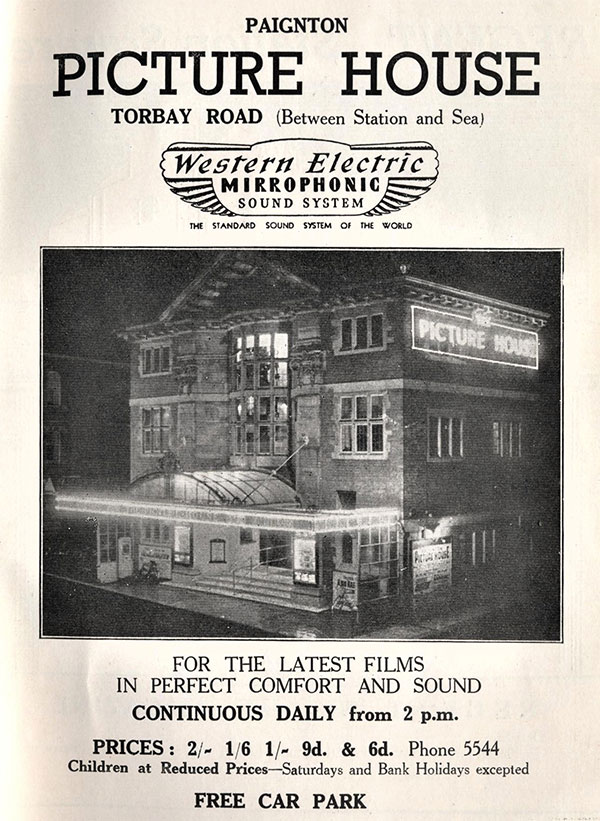 PAIGNTON
PICTURE HOUSE
TORBAY ROAD (Between Station and Sea)
Western Electric
MIRROPHONIC
SOUND SYSTEM
THE STANDARD SOUND SYSTEM OF THE WORLD
PICTURE HOUSE
PICTURE HOUSE
FOR THE LATEST FILMS
IN PERFECT COMFORT AND SOUND
CONTINUOUS DAILY from 2 p.m.
PRICES : 2/- 1/6 1/- 9d. & 6d. Phone 5544
Children at Reduced Prices—Saturdays and Bank Holidays excepted
FREE CAR PARK